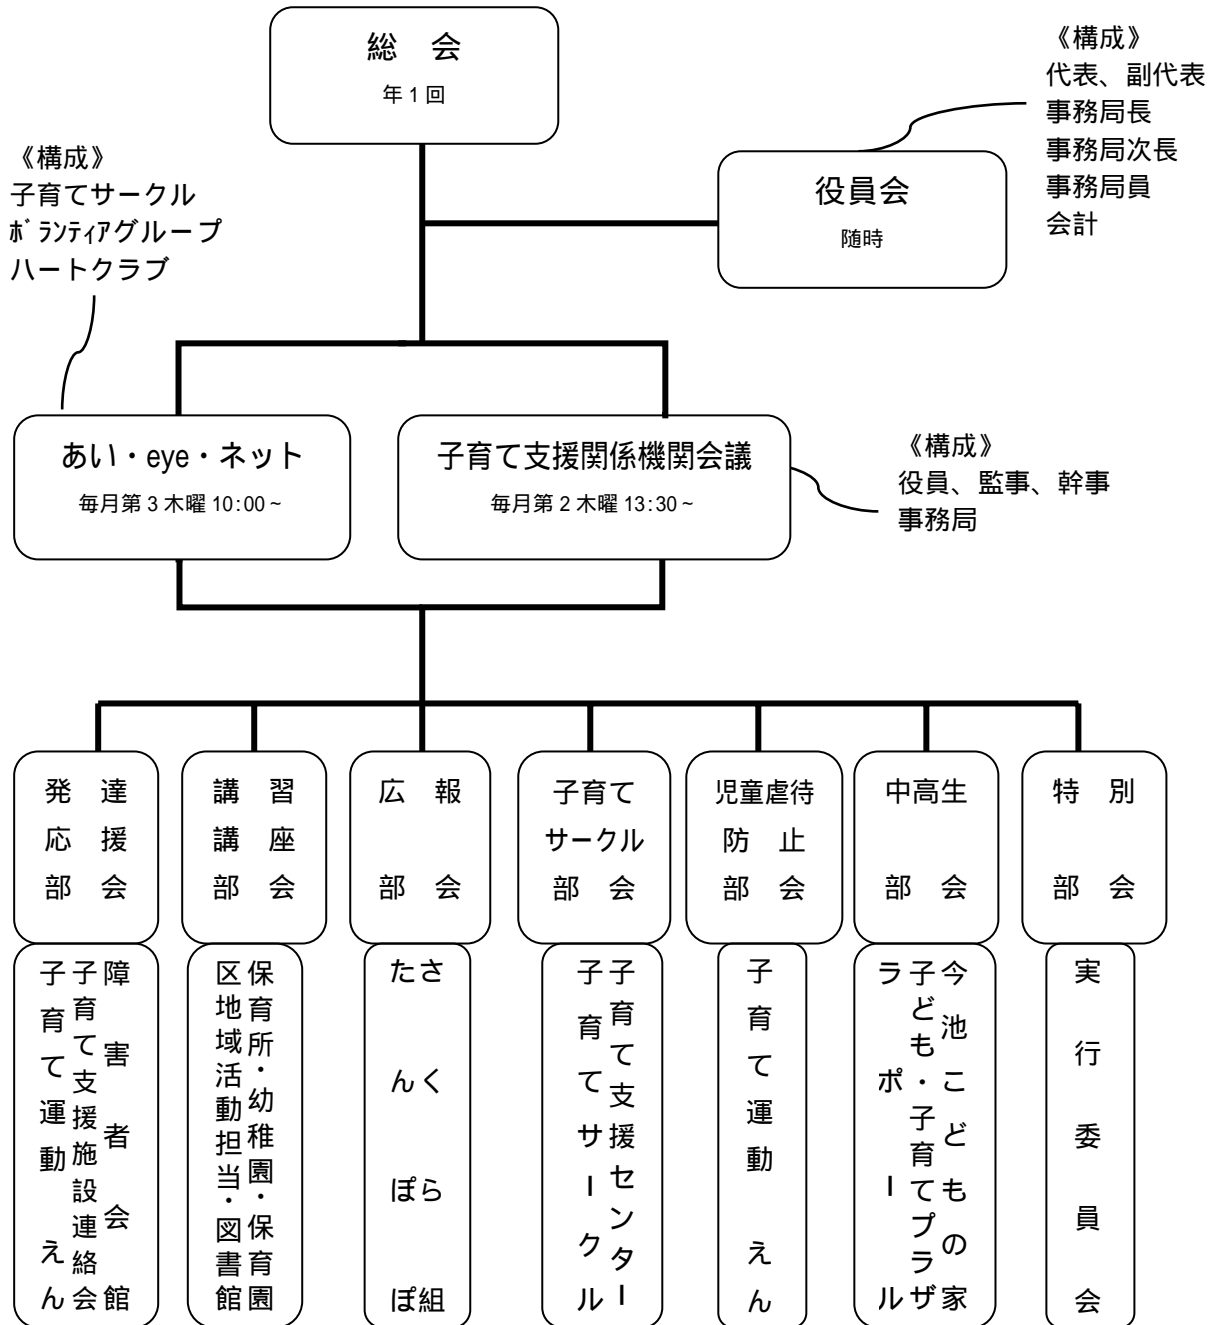 総 会
年1回
《構成》
代表、副代表
事務局長
事務局次長
事務局員
会計
役員会
随時
《構成》
子育てサークル
ボランティアグループ
ハートクラブ
あい・eye・ネット
毎月第3木曜 10:00~
子育て支援関係機関会議
毎月第2木曜 13:30~
《構成》
役員、監事、幹事
事務局
発 達
応 援
部 会
講 習
講 座
部 会
広 報
部 会
子育て
サークル
部 会
児童虐待
防 止
部 会
中高生
部 会
特 別
部 会
障害者会館
子育て支援施設連絡会
子育て運動 えん
保育所・幼稚園・保育園
区地域活動担当・図書館
さくら組
たんぽぽ
子育て支援センター
子育てサークル
子育て運動 えん
今池こどもの家
子ども・子育てプラザ
ラポール
実行委員会